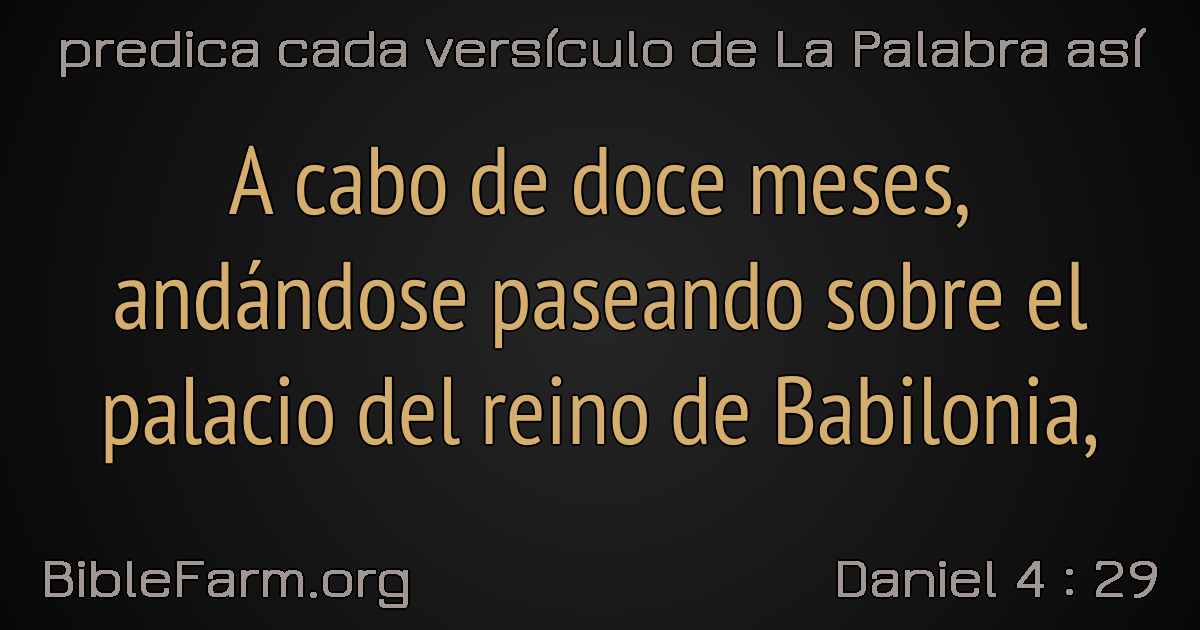 predica cada versículo de La Palabra así
A cabo de doce meses,
andándose paseando sobre el
palacio del reino de Babilonia,
BibleFarm.org
Daniel 4 : 29